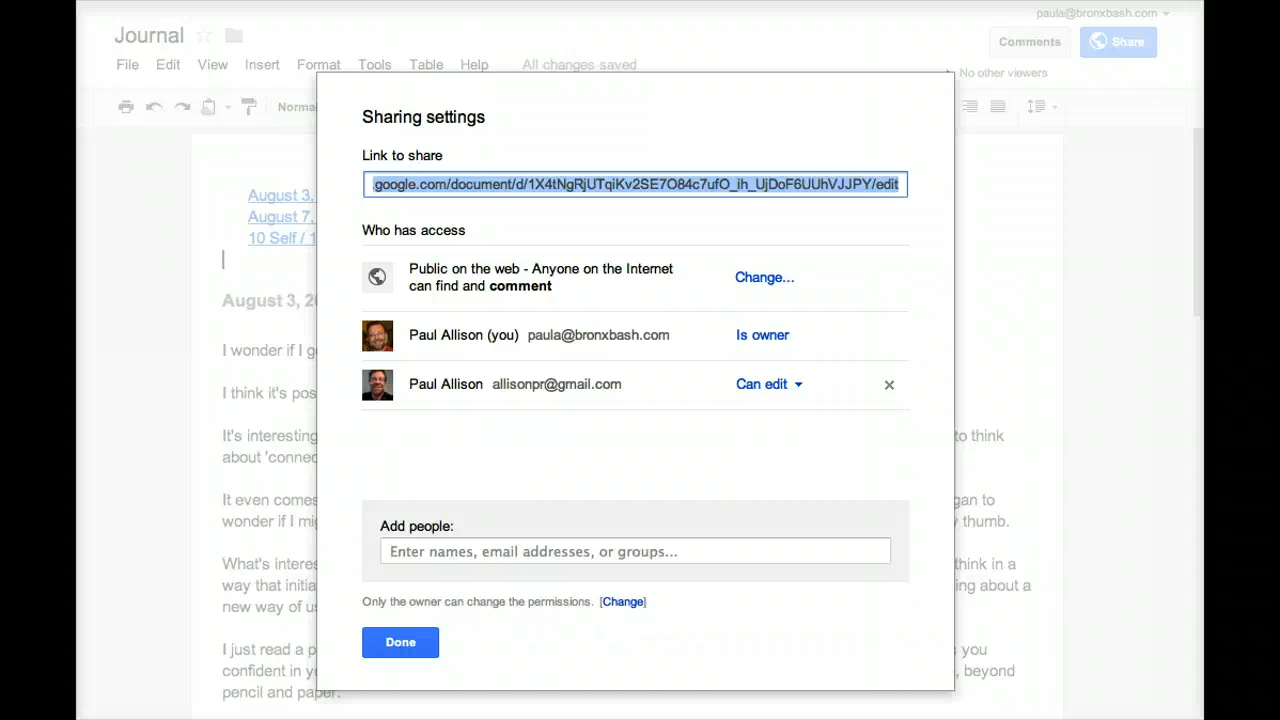 paula@bronxbash.com
Journal
Comments
Share
File Edit View Insert Format Tools Table Help All changes saved
No other viewers
Normal
Sharing settings
Link to share
.google.com/document/d/1X4tNgRjUTqiKv2SE7O84c7ufO_ih_UjDoF6UUhVJJPY/edit
Who has access
Public on the web - Anyone on the Internet
can find and comment
Change...
Paul Allison (you) paula@bronxbash.com Is owner
Paul Allison allisonpr@gmail.com Can edit
Add people:
Enter names, email addresses, or groups...
Only the owner can change the permissions. [Change]
Done
August 3,
August 7,
10 Self / 1
August 3, 20
I wonder if I g
I think it's pos
It's interesting to think
about 'connec
It even comes gan to
wonder if I mi y thumb.
What's interes think in a
way that initia ing about a
new way of us
I just read a p s you
confident in y e, beyond
pencil and paper.